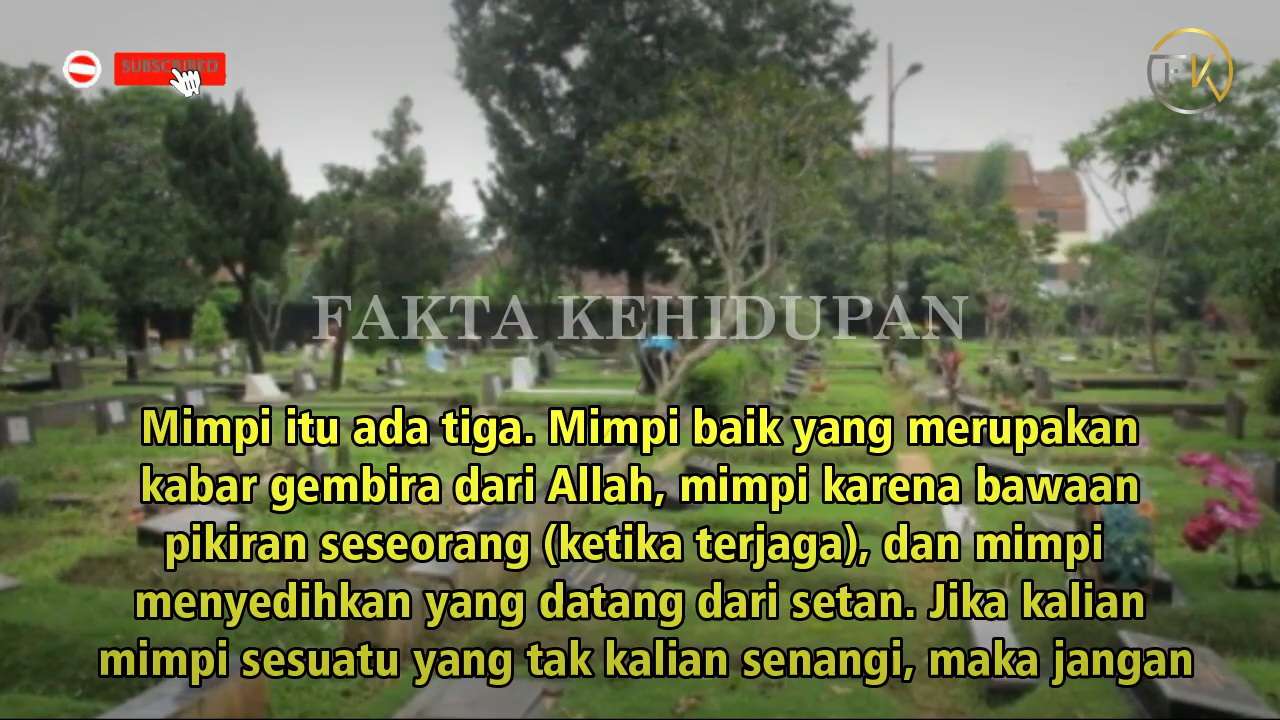 SUBSCRIBED
FK
FAKTA KEHIDUPAN
Mimpi itu ada tiga. Mimpi baik yang merupakan
kabar gembira dari Allah, mimpi karena bawaan
pikiran seseorang (ketika terjaga), dan mimpi
menyedihkan yang datang dari setan. Jika kalian
mimpi sesuatu yang tak kalian senangi, maka jangan